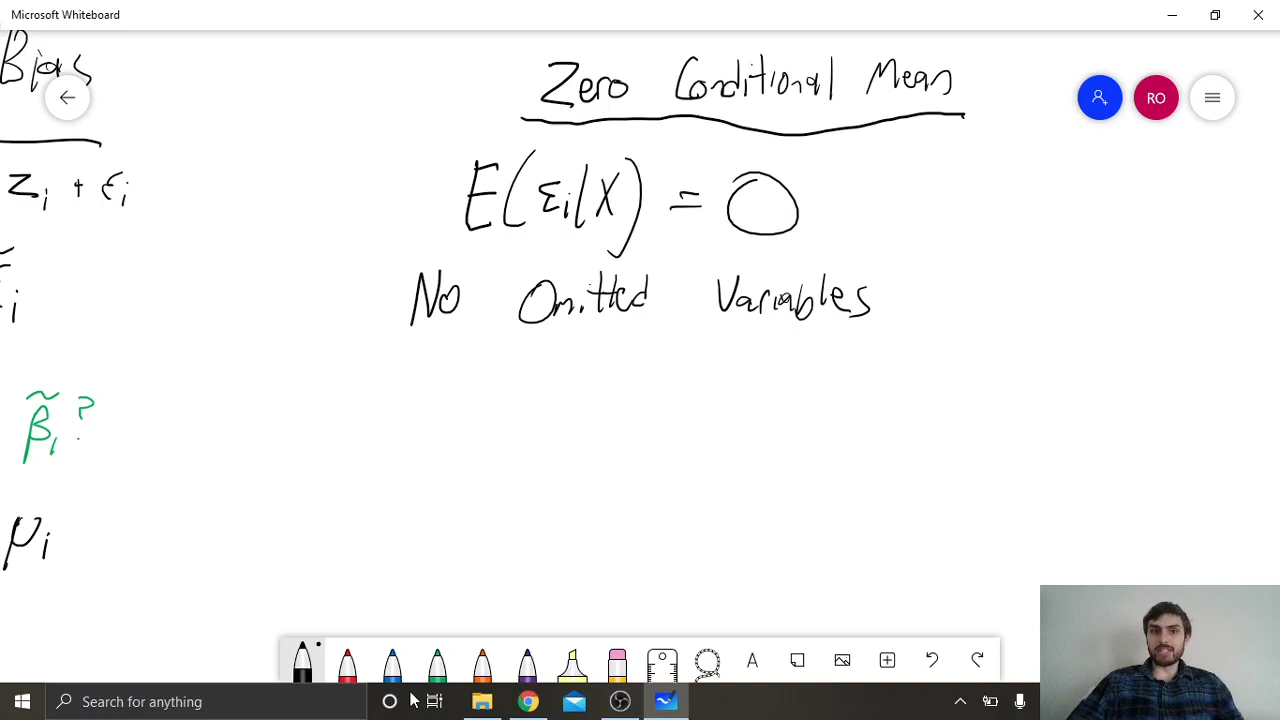 Microsoft Whiteboard
Bias
Zero Conditional Mean
RO
Zi + εi
E(εi|X) = 0
No Omitted Variables
i
β̃1 ?
μi
A
Search for anything